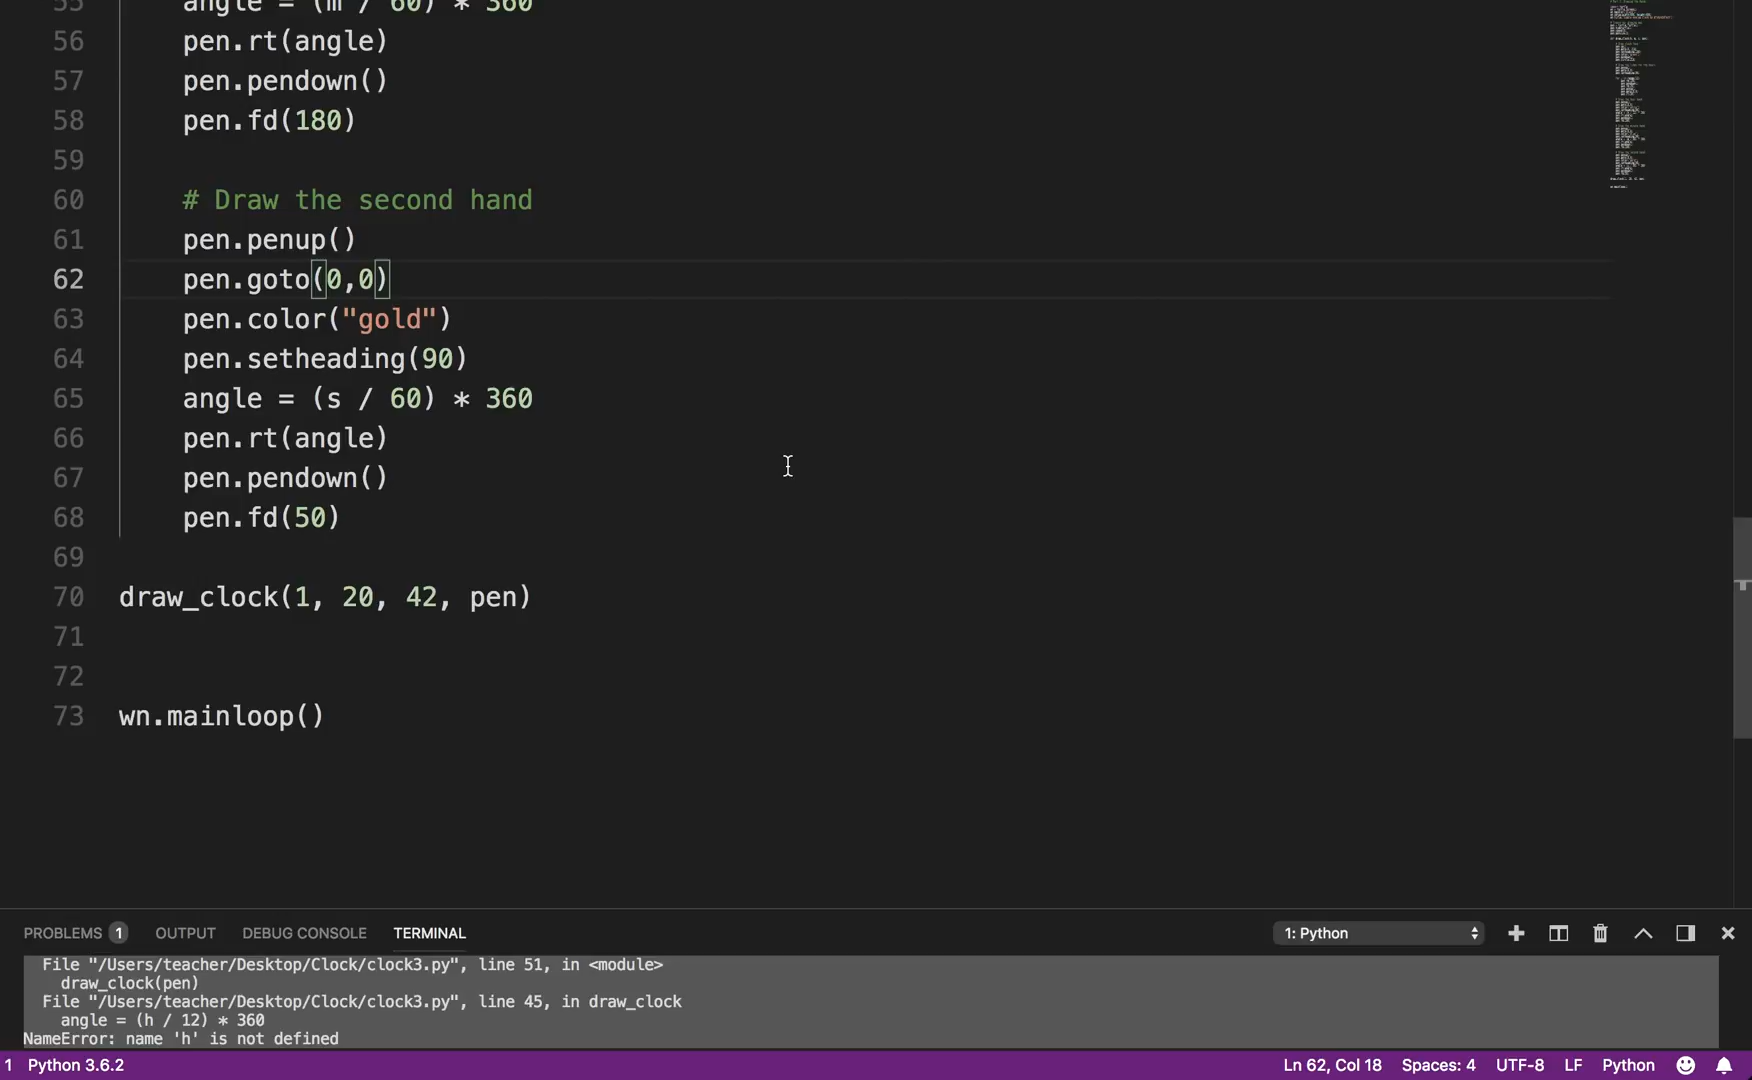 55 angle = (m / 60) * 360
56 pen.rt(angle)
57 pen.pendown()
58 pen.fd(180)
59
60 # Draw the second hand
61 pen.penup()
62 pen.goto(0,0)
63 pen.color("gold")
64 pen.setheading(90)
65 angle = (s / 60) * 360
66 pen.rt(angle)
67 pen.pendown()
68 pen.fd(50)
69
70 draw_clock(1, 20, 42, pen)
71
72
73 wn.mainloop()
PROBLEMS 1 OUTPUT DEBUG CONSOLE TERMINAL 1: Python
File "/Users/teacher/Desktop/Clock/clock3.py", line 51, in <module>
draw_clock(pen)
File "/Users/teacher/Desktop/Clock/clock3.py", line 45, in draw_clock
angle = (h / 12) * 360
NameError: name 'h' is not defined
1 Python 3.6.2 Ln 62, Col 18 Spaces: 4 UTF-8 LF Python